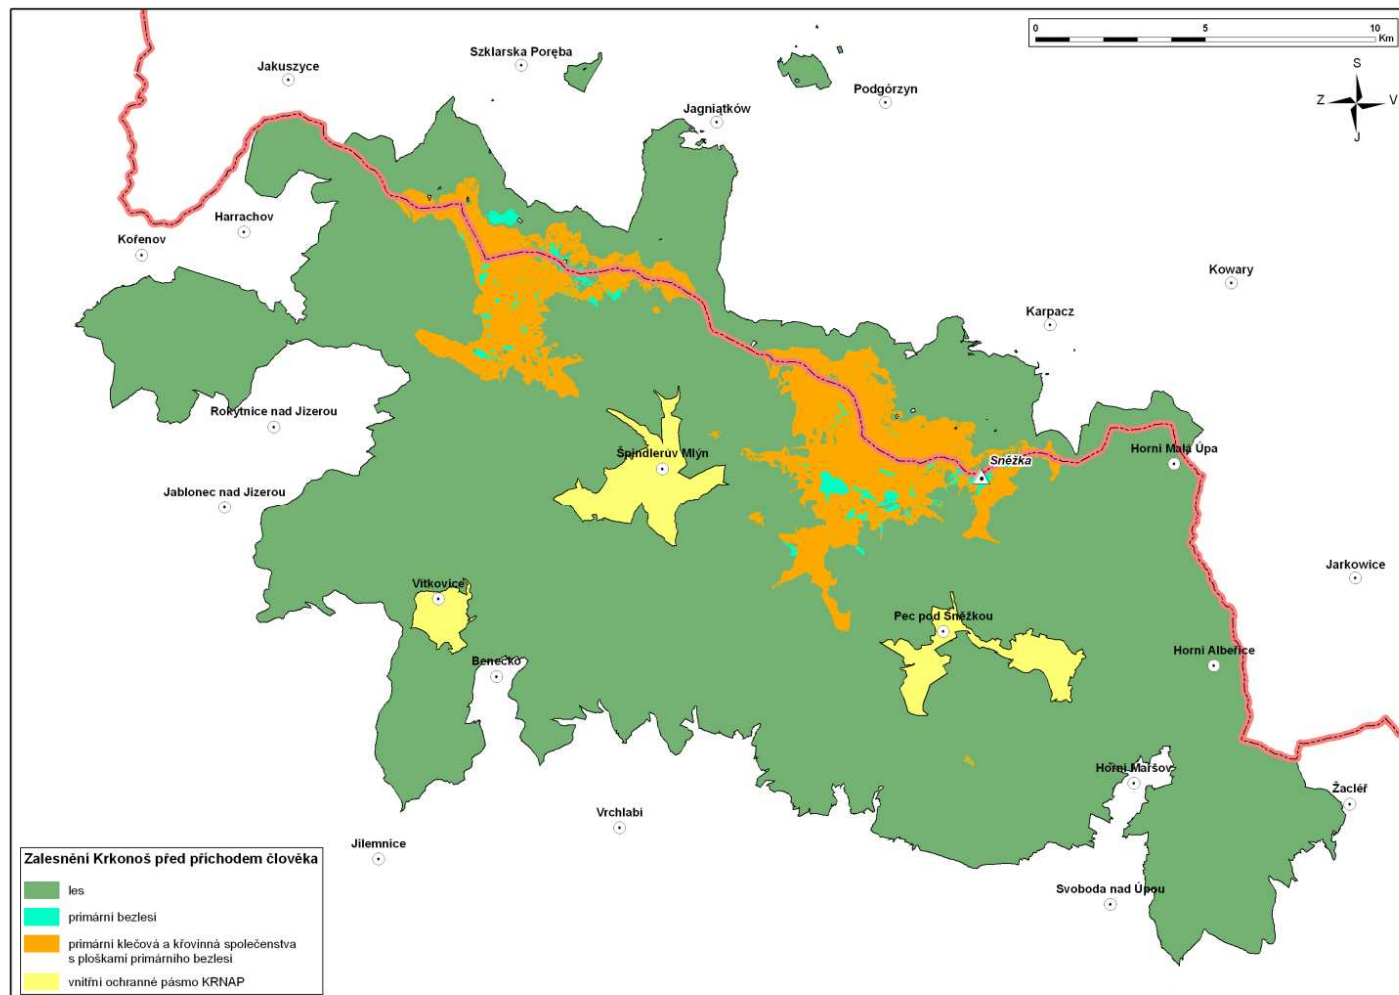 0 5 10
Km
S
Z V
J
Szklarska Poręba
Jakuszyce
Podgórzyn
Jagniątków
Harrachov
Kořenov
Kowary
Karpacz
Rokytnice nad Jizerou
Špindlerův Mlýn
Sněžka
Horní Malá Úpa
Jablonec nad Jizerou
Jarkowice
Vítkovice
Pec pod Sněžkou
Horní Albeřice
Benecko
Horní Maršov
Žacléř
Vrchlabí
Jilemnice
Svoboda nad Úpou
Zalesnění Krkonoš před příchodem člověka
les
primární bezlesí
primární klečová a křovinná společenstva
s ploškami primárního bezlesí
vnitřní ochranné pásmo KRNAP